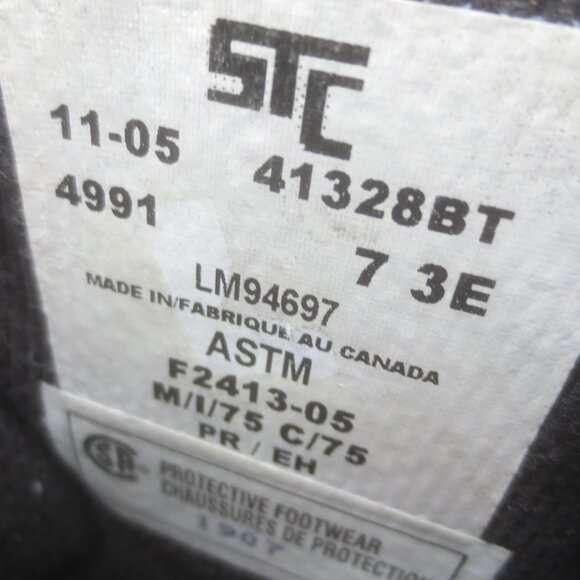 STC
11-05 41328BT
4991 7 3E
LM94697
MADE IN/FABRIQUE AU CANADA
ASTM
F2413-05
M/I/75 C/75
PR / EH
PROTECTIVE FOOTWEAR
CHAUSSURES DE PROTECTION
1907